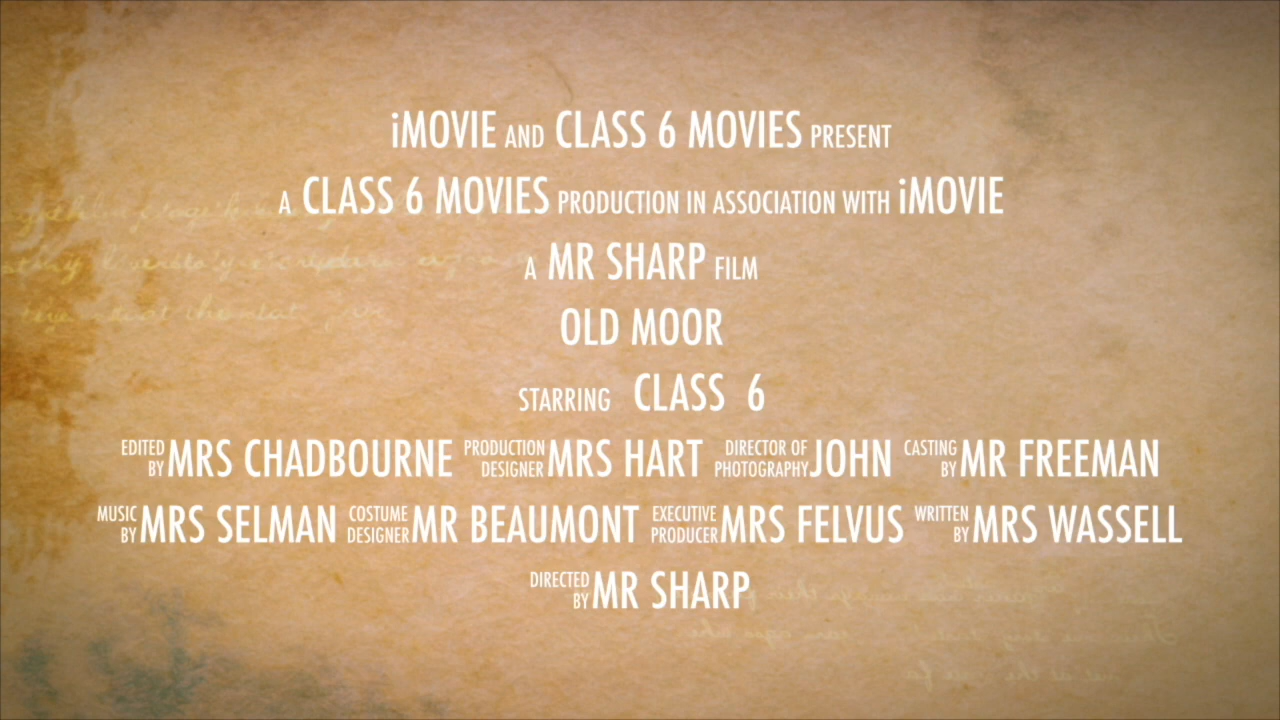 iMOVIE AND CLASS 6 MOVIES PRESENT
A CLASS 6 MOVIES PRODUCTION IN ASSOCIATION WITH iMOVIE
A MR SHARP FILM
OLD MOOR
STARRING CLASS 6
EDITED BY MRS CHADBOURNE PRODUCTION DESIGNER MRS HART DIRECTOR OF PHOTOGRAPHY JOHN CASTING BY MR FREEMAN
MUSIC BY MRS SELMAN COSTUME DESIGNER MR BEAUMONT EXECUTIVE PRODUCER MRS FELVUS WRITTEN BY MRS WASSELL
DIRECTED BY MR SHARP